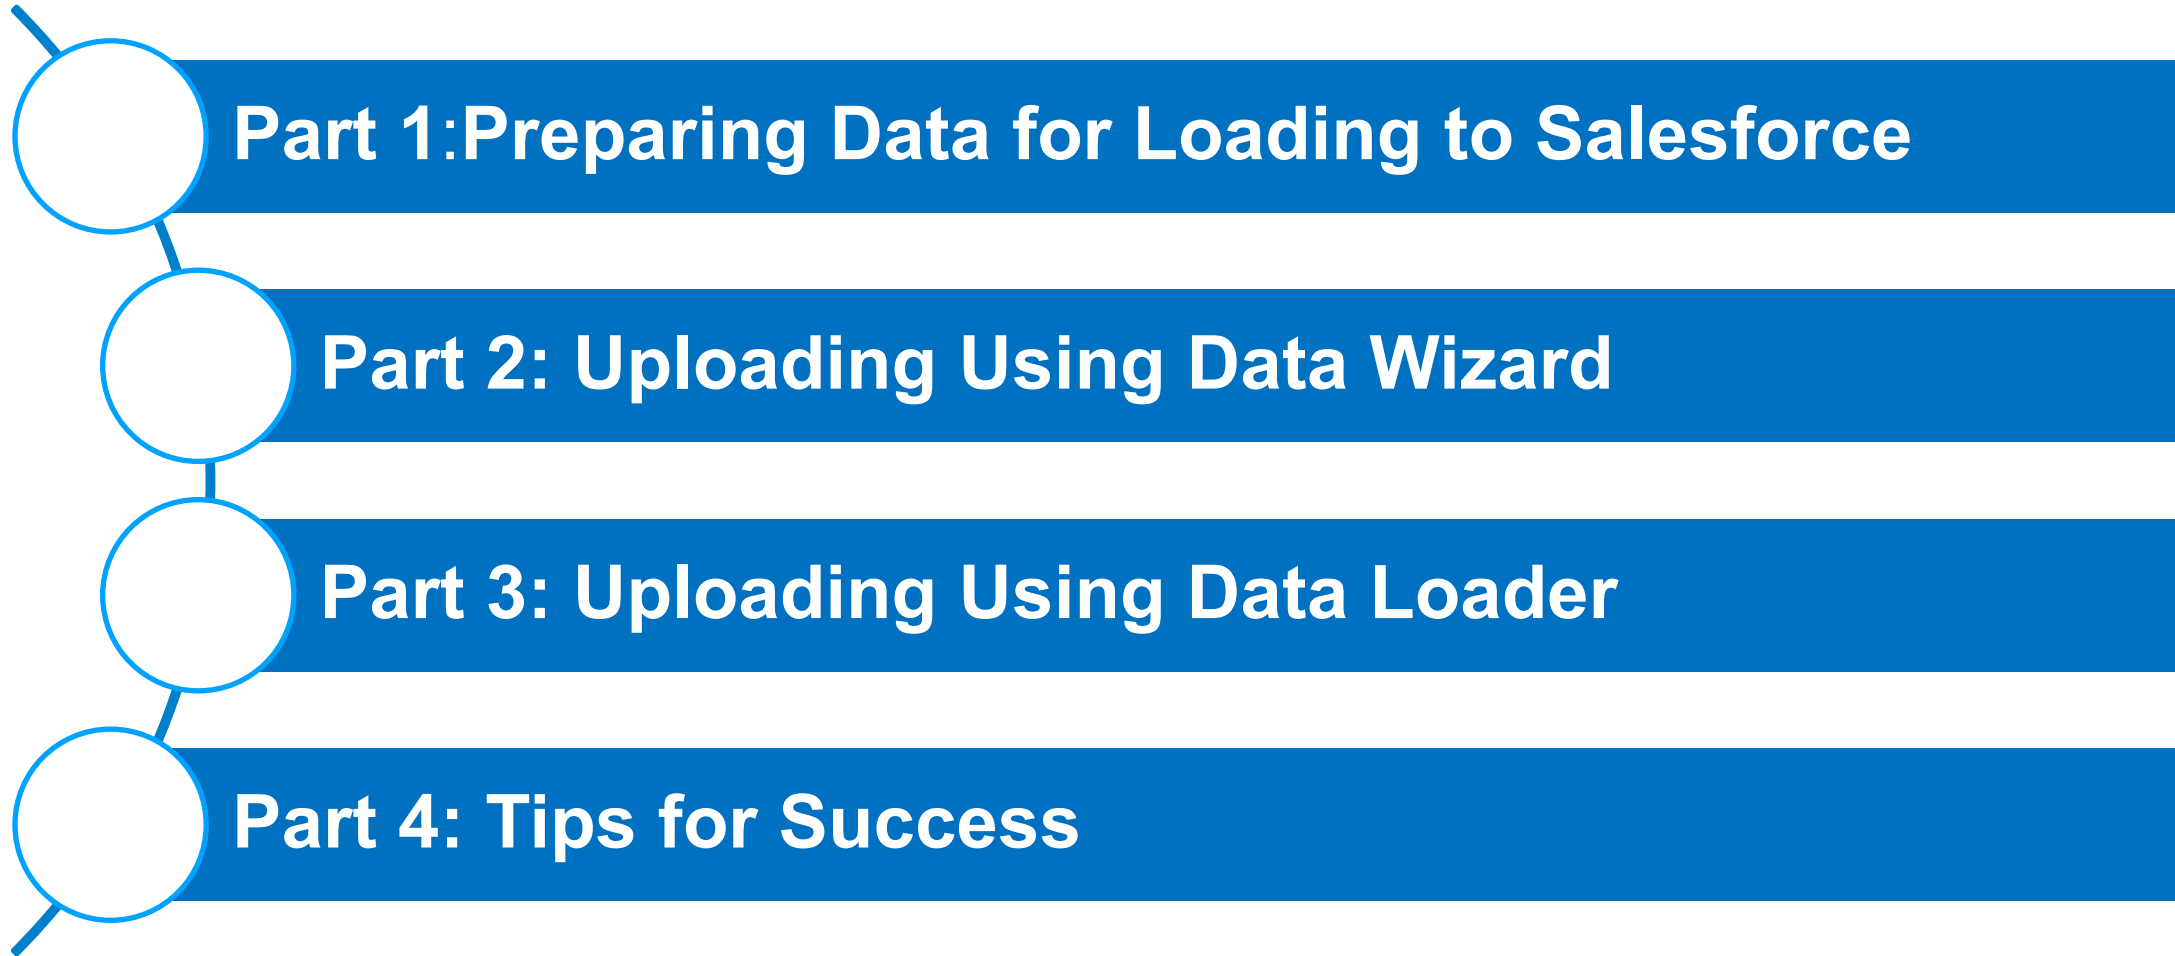 Part 1:Preparing Data for Loading to Salesforce
Part 2: Uploading Using Data Wizard
Part 3: Uploading Using Data Loader
Part 4: Tips for Success